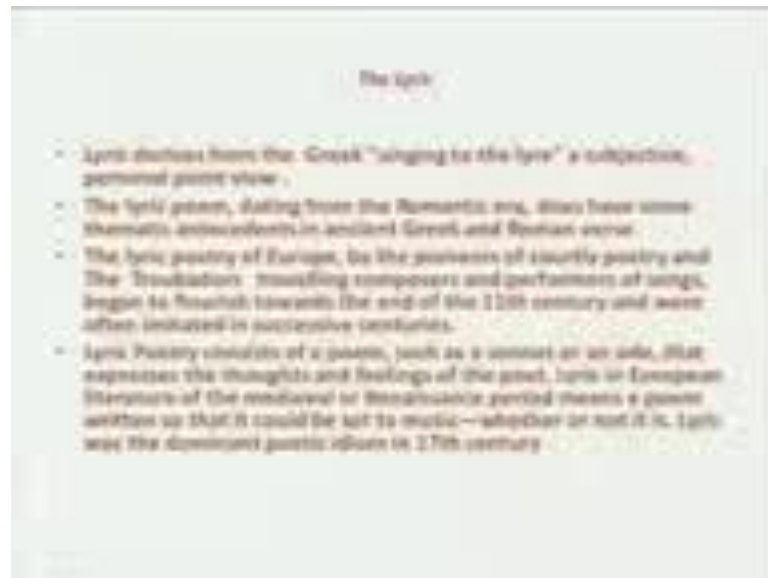 The Lyric
• Lyric derives from the Greek "singing to the lyre" a subjective,
personal point view .
• The lyric poem, dating from the Romantic era, does have some
thematic antecedents in ancient Greek and Roman verse
• The lyric poetry of Europe, by the pioneers of courtly poetry and
The Troubadors travelling composers and performers of songs,
began to flourish towards the end of the 11th century and were
often imitated in successive centuries.
• Lyric Poetry consists of a poem, such as a sonnet or an ode, that
expresses the thoughts and feelings of the poet. lyric in European
literature of the medieval or Renaissance period means a poem
written so that it could be set to music—whether or not it is. Lyric
was the dominant poetic idiom in 17th century